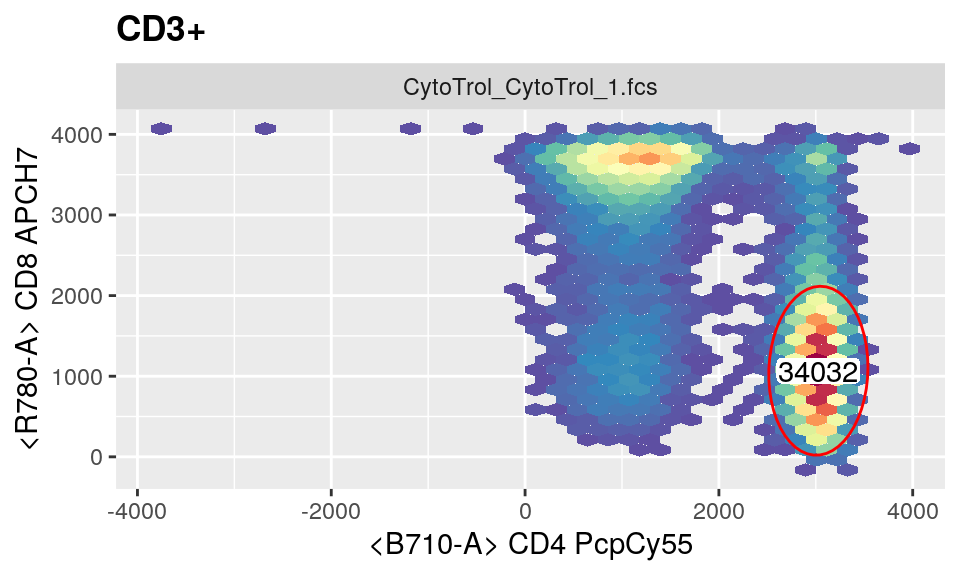 CD3+
CytoTrol_CytoTrol_1.fcs
<R780-A> CD8 APCH7
4000
3000
2000
1000
0
34032
-4000 -2000 0 2000 4000
<B710-A> CD4 PcpCy55